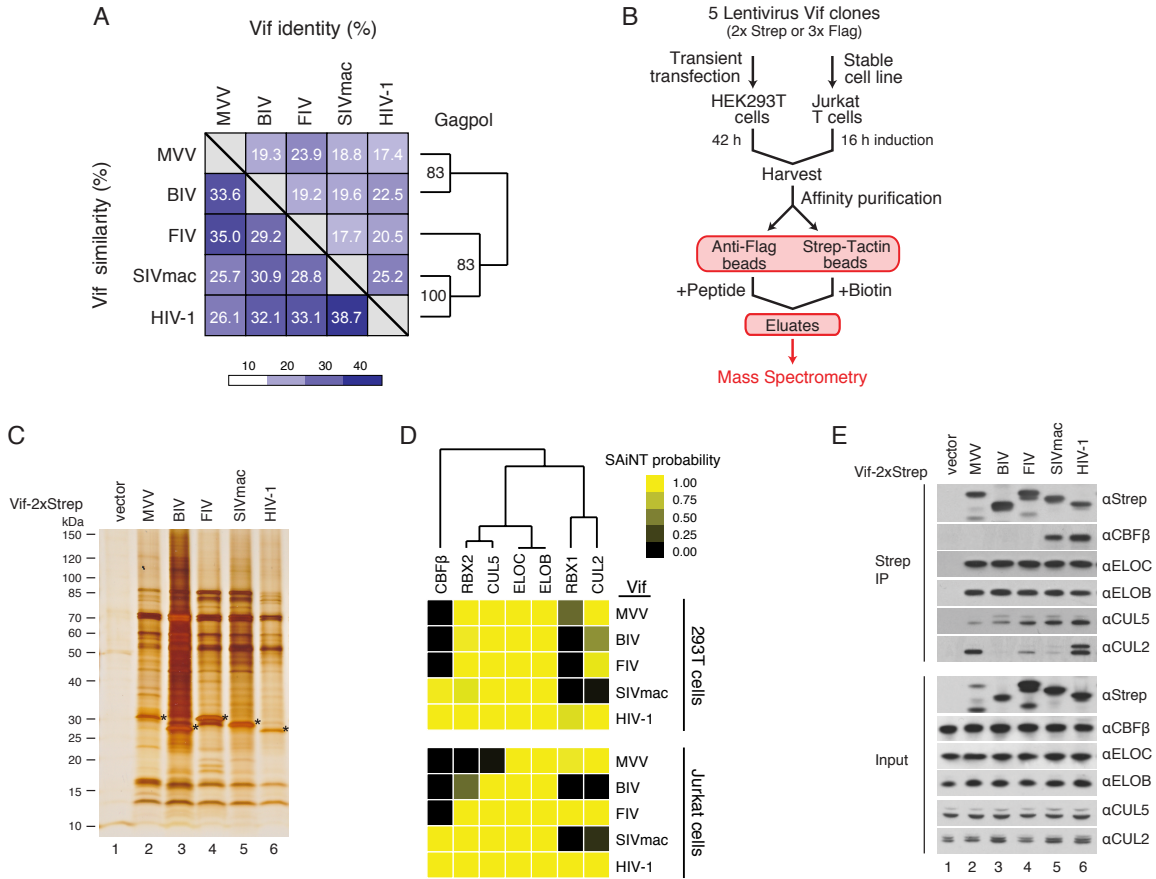 A
Vif identity (%)
MVV
BIV
FIV
SIVmac
HIV-1
Gagpol
Vif similarity (%)
MVV
19.3 23.9 18.8 17.4
BIV
33.6 19.2 19.6 22.5
FIV
35.0 29.2 17.7 20.5
SIVmac
25.7 30.9 28.8 25.2
HIV-1
26.1 32.1 33.1 38.7
83
83
100
10 20 30 40
B
5 Lentivirus Vif clones
(2x Strep or 3x Flag)
Transient
transfection
Stable
cell line
HEK293T
cells
Jurkat
T cells
42 h
16 h induction
Harvest
Affinity purification
Anti-Flag
beads
Strep-Tactin
beads
+Peptide
+Biotin
Eluates
Mass Spectrometry
C
Vif-2xStrep
vector
MVV
BIV
FIV
SIVmac
HIV-1
kDa
150
120
100
85
70
60
50
40
30
25
20
15
10
*
*
*
*
*
1 2 3 4 5 6
D
SAiNT probability
1.00
0.75
0.50
0.25
0.00
CBFβ
RBX2
CUL5
ELOC
ELOB
RBX1
CUL2
Vif
MVV
BIV
FIV
SIVmac
HIV-1
293T cells
MVV
BIV
FIV
SIVmac
HIV-1
Jurkat cells
E
Vif-2xStrep
vector
MVV
BIV
FIV
SIVmac
HIV-1
Strep
IP
αStrep
αCBFβ
αELOC
αELOB
αCUL5
αCUL2
Input
αStrep
αCBFβ
αELOC
αELOB
αCUL5
αCUL2
1 2 3 4 5 6